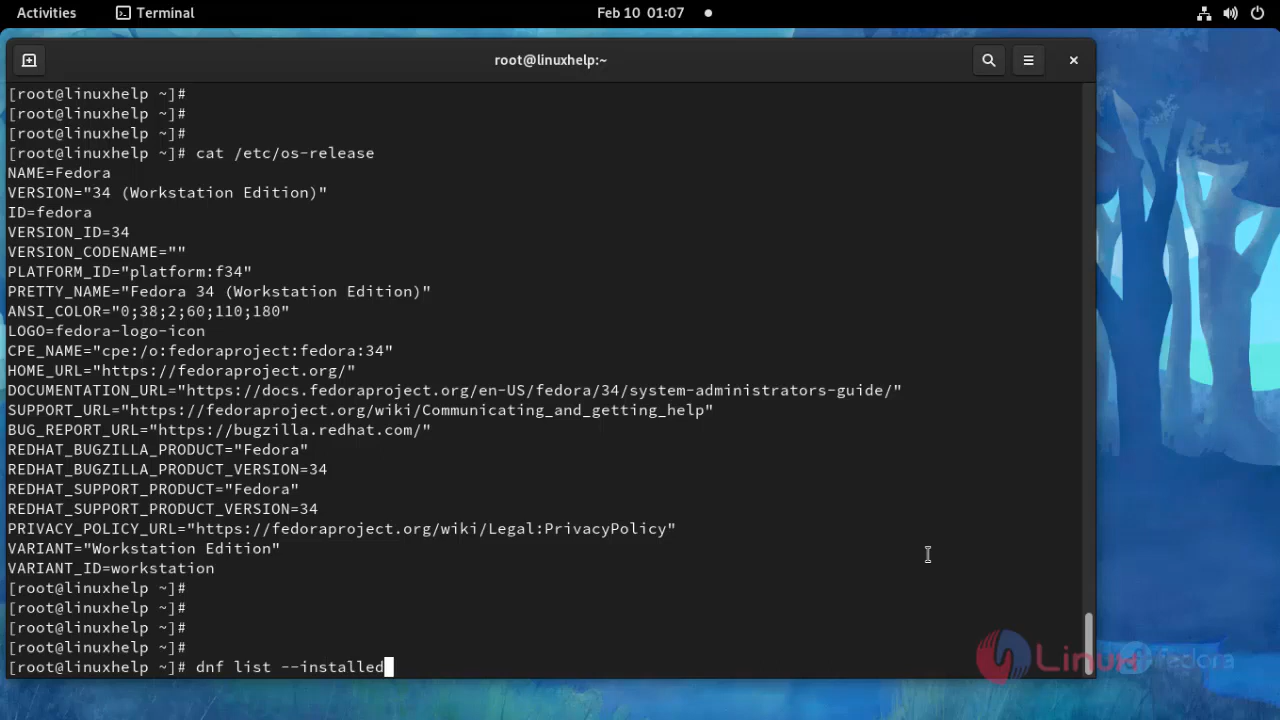 Activities
Terminal
Feb 10 01:07
root@linuxhelp:~
[root@linuxhelp ~]#
[root@linuxhelp ~]#
[root@linuxhelp ~]#
[root@linuxhelp ~]# cat /etc/os-release
NAME=Fedora
VERSION="34 (Workstation Edition)"
ID=fedora
VERSION_ID=34
VERSION_CODENAME=""
PLATFORM_ID="platform:f34"
PRETTY_NAME="Fedora 34 (Workstation Edition)"
ANSI_COLOR="0;38;2;60;110;180"
LOGO=fedora-logo-icon
CPE_NAME="cpe:/o:fedoraproject:fedora:34"
HOME_URL="https://fedoraproject.org/"
DOCUMENTATION_URL="https://docs.fedoraproject.org/en-US/fedora/34/system-administrators-guide/"
SUPPORT_URL="https://fedoraproject.org/wiki/Communicating_and_getting_help"
BUG_REPORT_URL="https://bugzilla.redhat.com/"
REDHAT_BUGZILLA_PRODUCT="Fedora"
REDHAT_BUGZILLA_PRODUCT_VERSION=34
REDHAT_SUPPORT_PRODUCT="Fedora"
REDHAT_SUPPORT_PRODUCT_VERSION=34
PRIVACY_POLICY_URL="https://fedoraproject.org/wiki/Legal:PrivacyPolicy"
VARIANT="Workstation Edition"
VARIANT_ID=workstation
[root@linuxhelp ~]#
[root@linuxhelp ~]#
[root@linuxhelp ~]#
[root@linuxhelp ~]#
[root@linuxhelp ~]# dnf list --installed
Linux
fedora